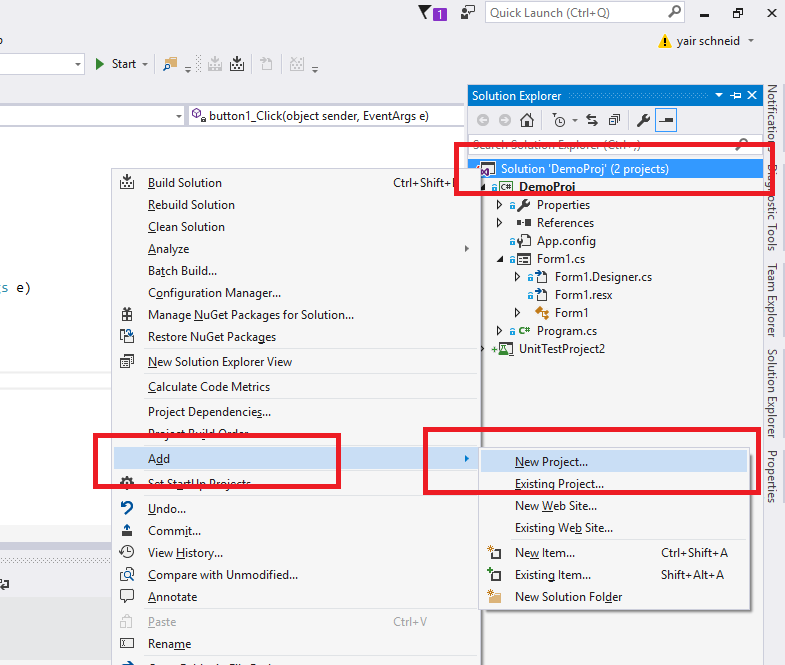 1
Quick Launch (Ctrl+Q)
yair schneid
Start
button1_Click(object sender, EventArgs e)
Solution Explorer
Search Solution Explorer (Ctrl+;)
Solution 'DemoProj' (2 projects)
DemoProj
Properties
References
App.config
Form1.cs
Form1.Designer.cs
Form1.resx
Form1
Program.cs
UnitTestProject2
Notifications
Diagnostic Tools
Team Explorer
Solution Explorer
Properties
s e)
Build Solution Ctrl+Shift+
Rebuild Solution
Clean Solution
Analyze
Batch Build...
Configuration Manager...
Manage NuGet Packages for Solution...
Restore NuGet Packages
New Solution Explorer View
Calculate Code Metrics
Project Dependencies...
Project Build Order...
Add
Set StartUp Projects...
Undo...
Commit...
View History...
Compare with Unmodified...
Annotate
Paste Ctrl+V
Rename
New Project...
Existing Project...
New Web Site...
Existing Web Site...
New Item... Ctrl+Shift+A
Existing Item... Shift+Alt+A
New Solution Folder